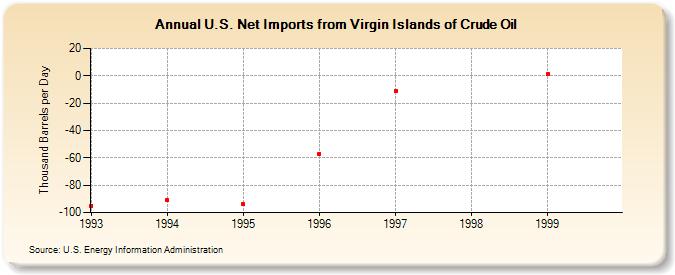 Annual U.S. Net Imports from Virgin Islands of Crude Oil
Thousand Barrels per Day
20
0
-20
-40
-60
-80
-100
1993 1994 1995 1996 1997 1998 1999
Source: U.S. Energy Information Administration